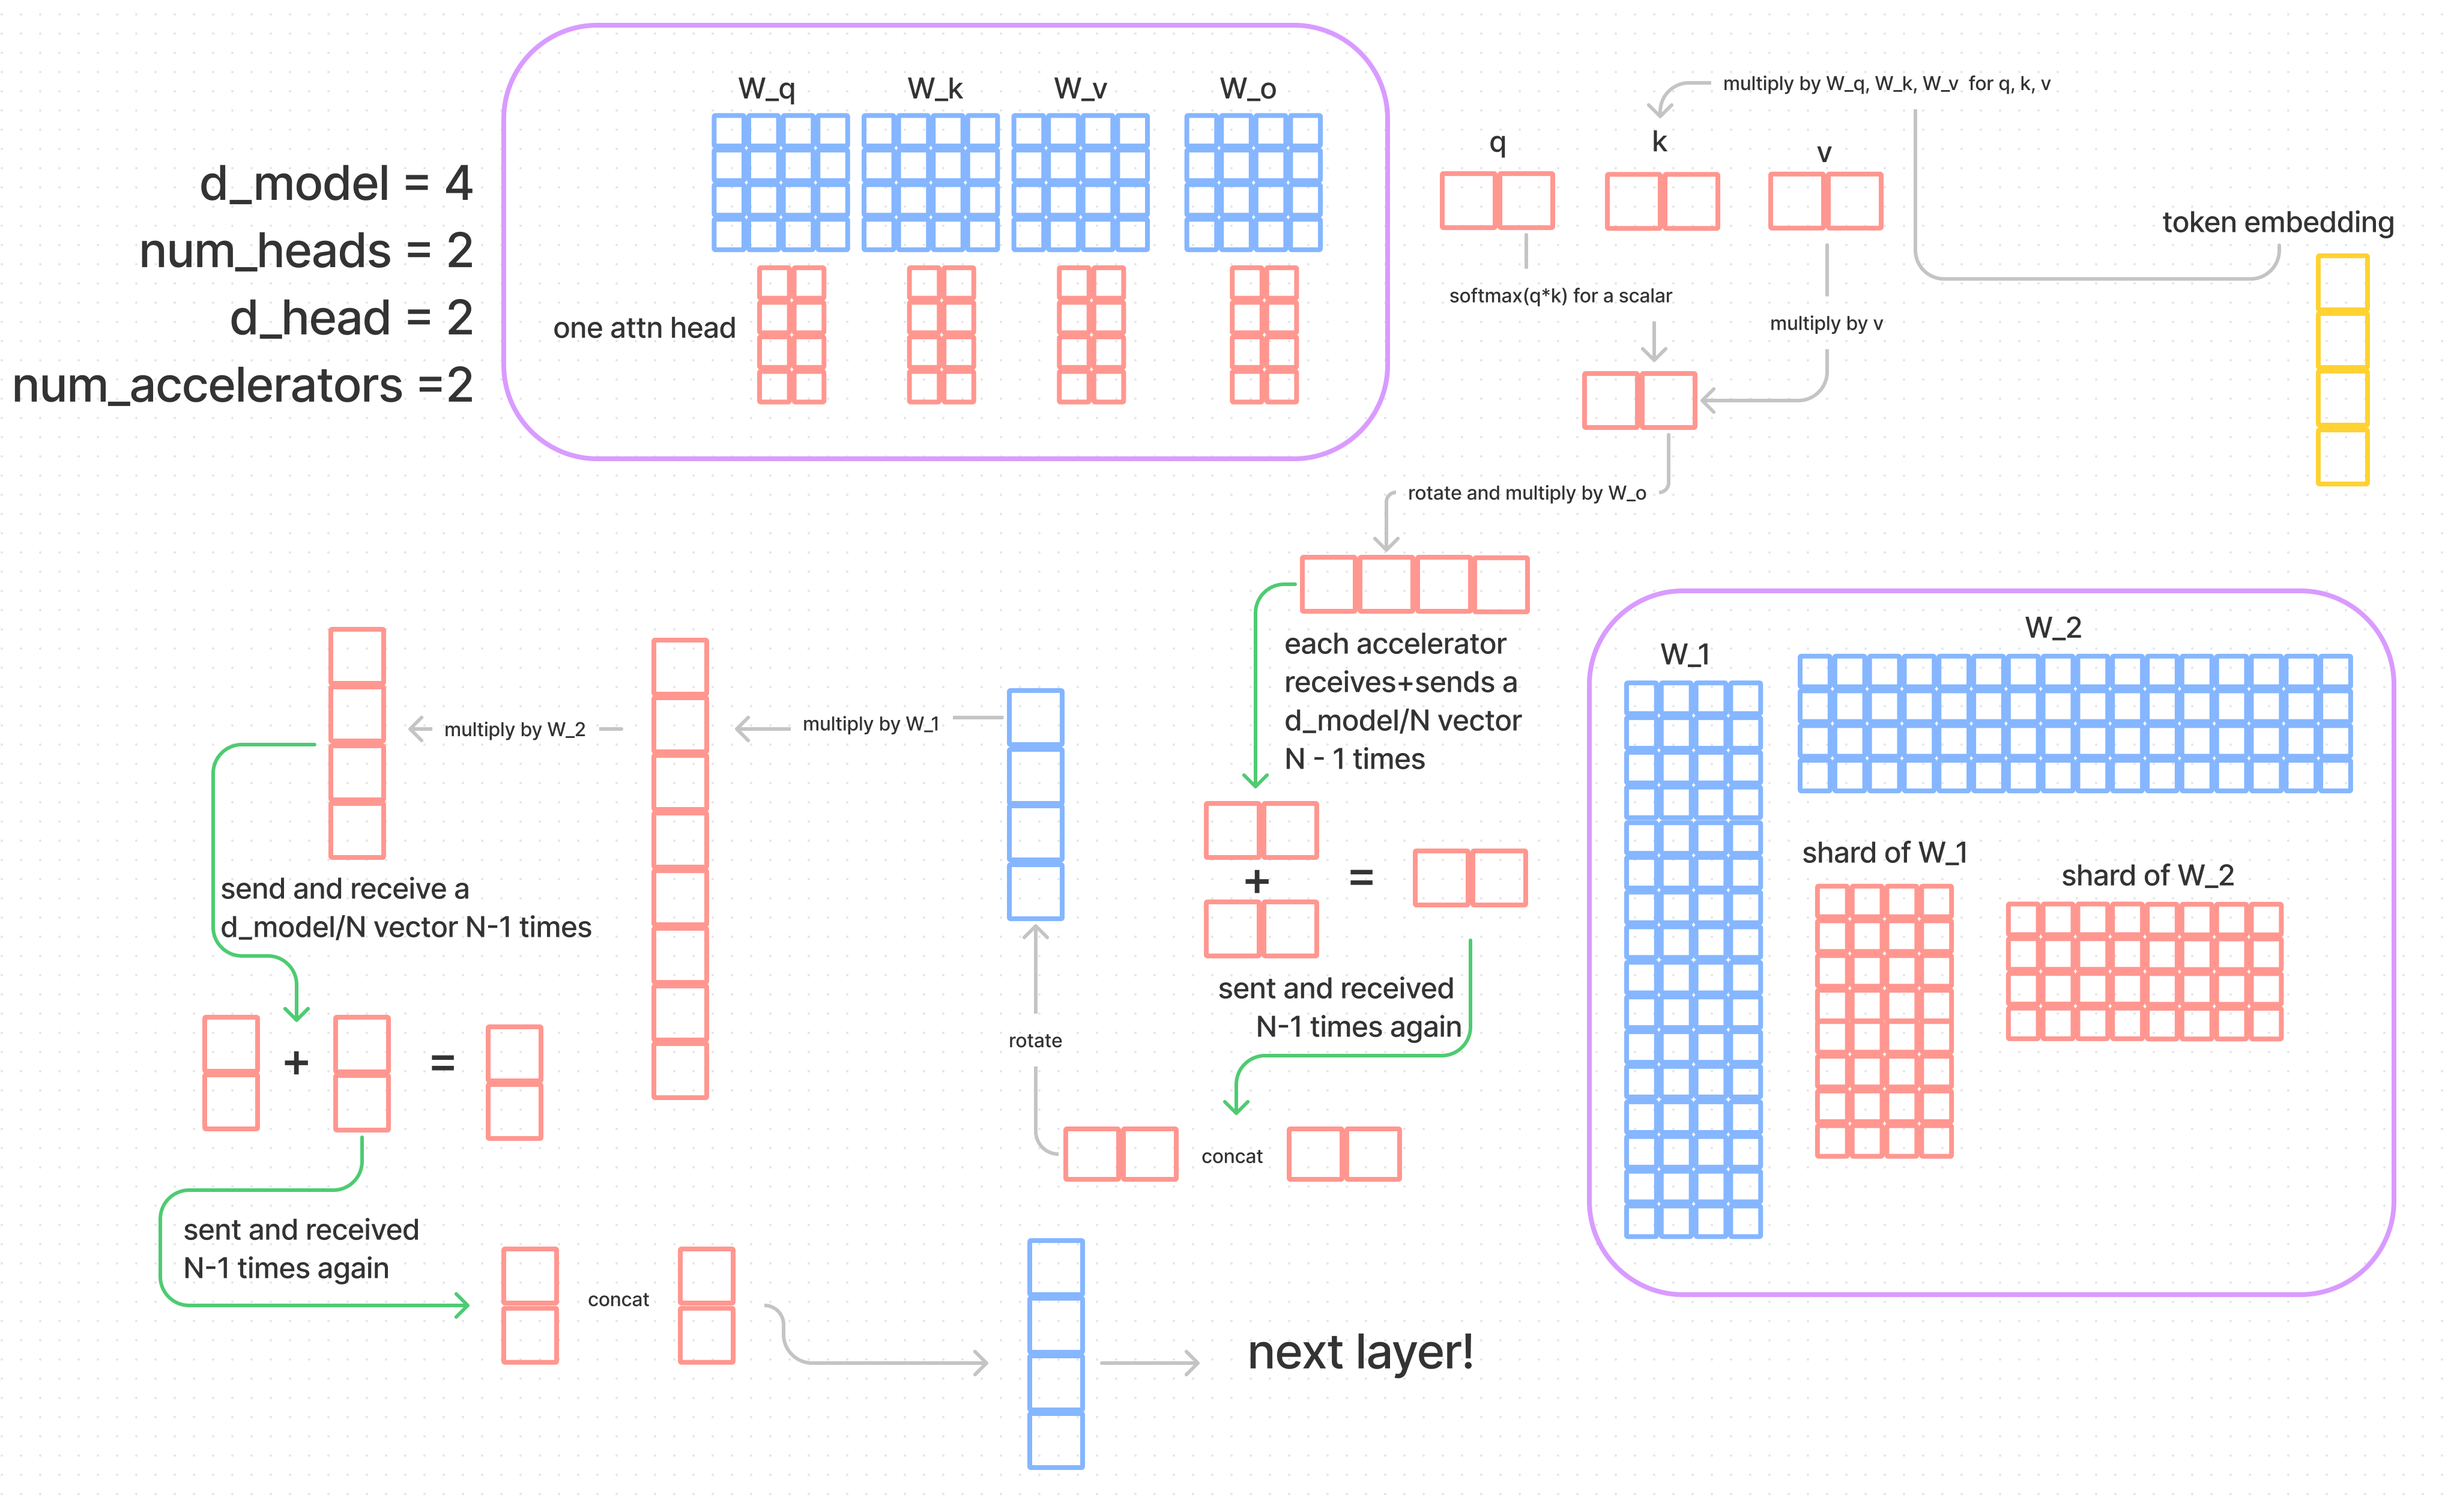 d_model = 4
num_heads = 2
d_head = 2
num_accelerators =2
W_q
W_k
W_v
W_o
one attn head
multiply by W_q, W_k, W_v  for q, k, v
q
k
v
token embedding
softmax(q*k) for a scalar
multiply by v
rotate and multiply by W_o
each accelerator
receives+sends a
d_model/N vector
N - 1 times
+
=
sent and received
N-1 times again
concat
rotate
multiply by W_1
multiply by W_2
send and receive a
d_model/N vector N-1 times
+
=
sent and received
N-1 times again
concat
next layer!
W_1
W_2
shard of W_1
shard of W_2